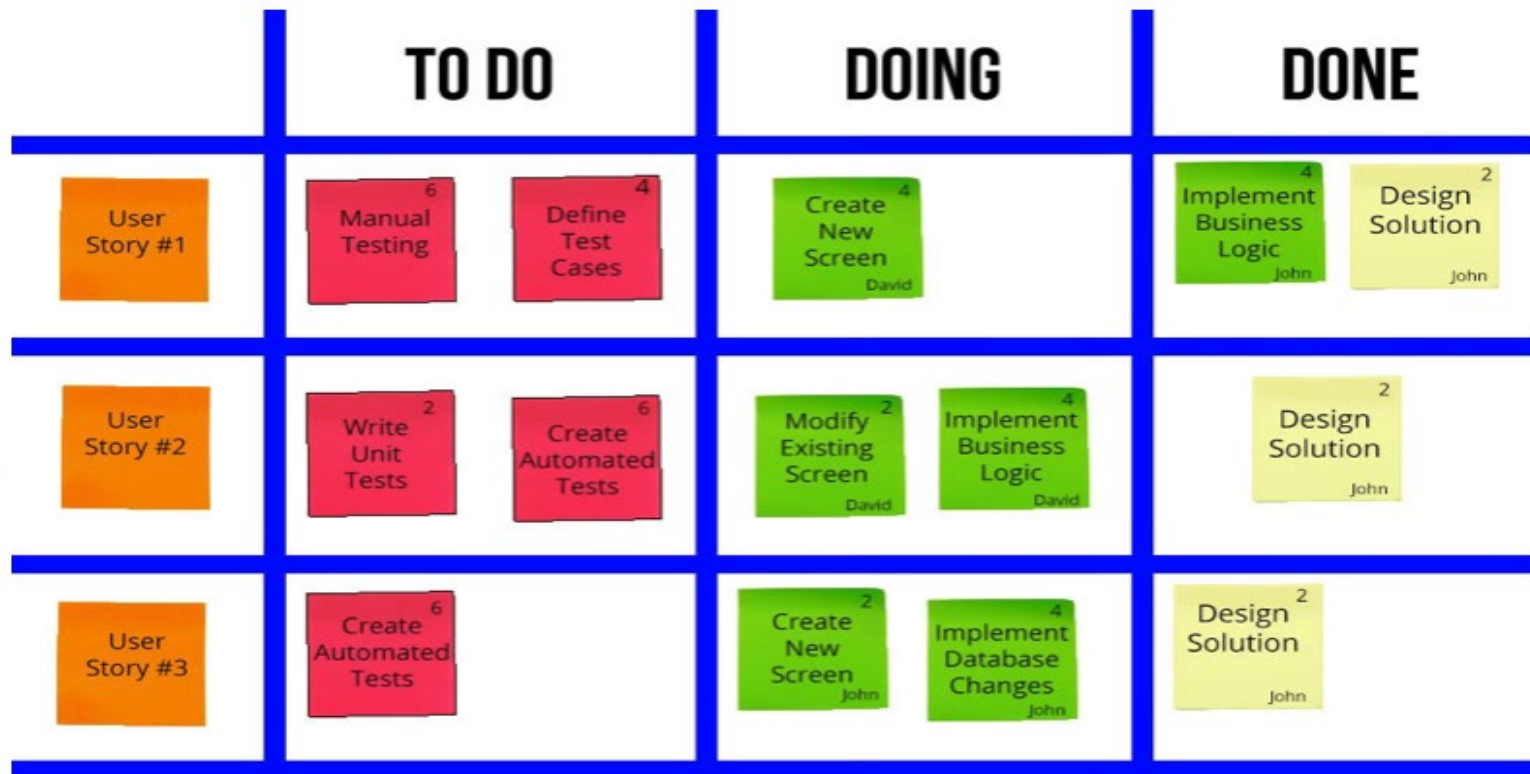 TO DO
DOING
DONE
User
Story #1
6
Manual
Testing
4
Define
Test
Cases
4
Create
New
Screen
David
4
Implement
Business
Logic
John
2
Design
Solution
John
User
Story #2
2
Write
Unit
Tests
6
Create
Automated
Tests
2
Modify
Existing
Screen
David
4
Implement
Business
Logic
David
2
Design
Solution
John
User
Story #3
6
Create
Automated
Tests
2
Create
New
Screen
John
4
Implement
Database
Changes
John
2
Design
Solution
John